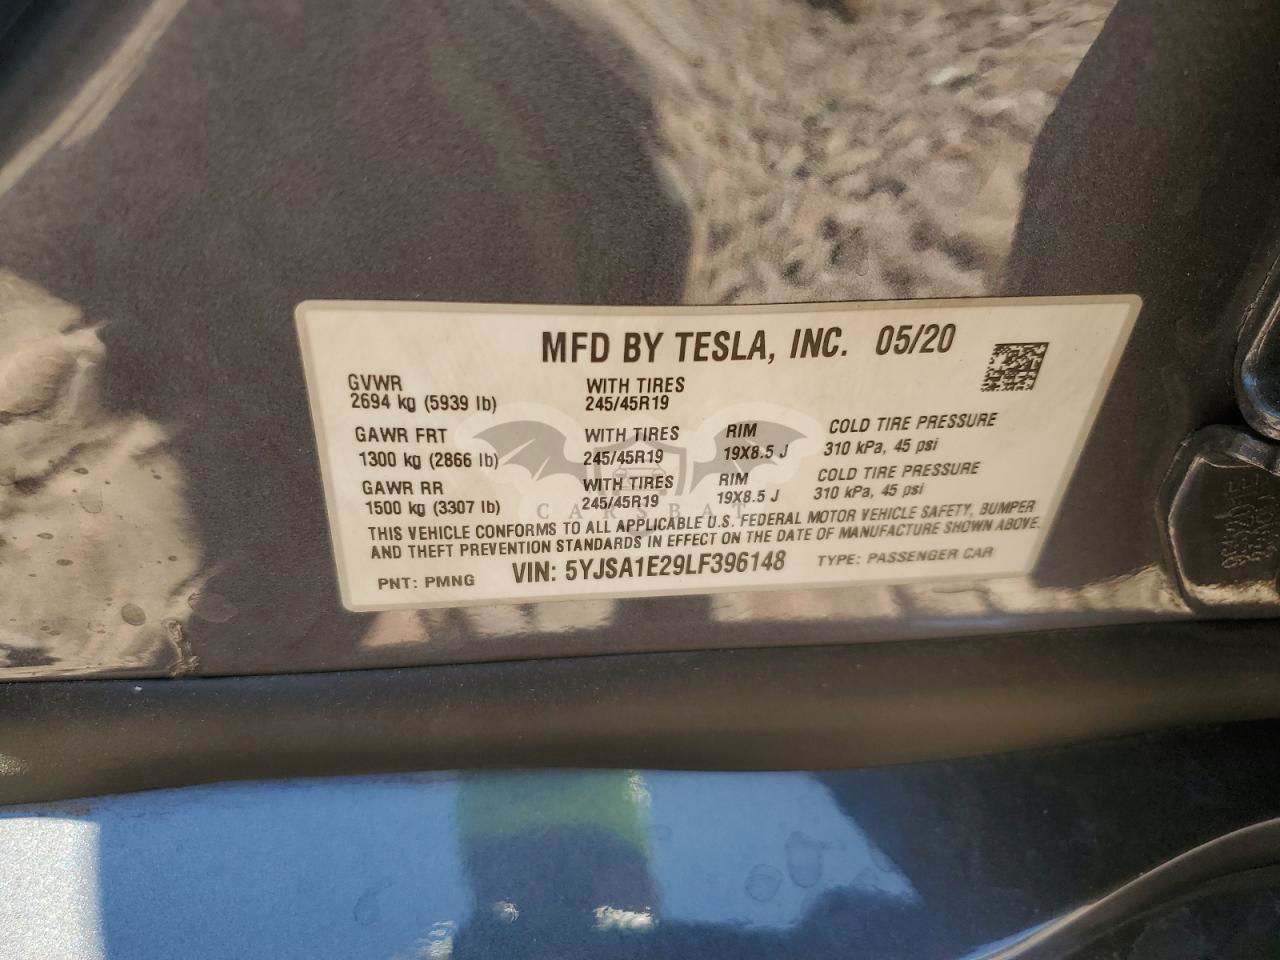 MFD BY TESLA, INC. 05/20
GVWR WITH TIRES
2694 kg (5939 lb) 245/45R19
GAWR FRT WITH TIRES RIM COLD TIRE PRESSURE
1300 kg (2866 lb) 245/45R19 19X8.5 J 310 kPa, 45 psi
GAWR RR WITH TIRES RIM COLD TIRE PRESSURE
1500 kg (3307 lb) 245/45R19 19X8.5 J 310 kPa, 45 psi
CARSBAT
THIS VEHICLE CONFORMS TO ALL APPLICABLE U.S. FEDERAL MOTOR VEHICLE SAFETY, BUMPER
AND THEFT PREVENTION STANDARDS IN EFFECT ON THE DATE OF MANUFACTURE SHOWN ABOVE.
PNT: PMNG VIN: 5YJSA1E29LF396148 TYPE: PASSENGER CAR